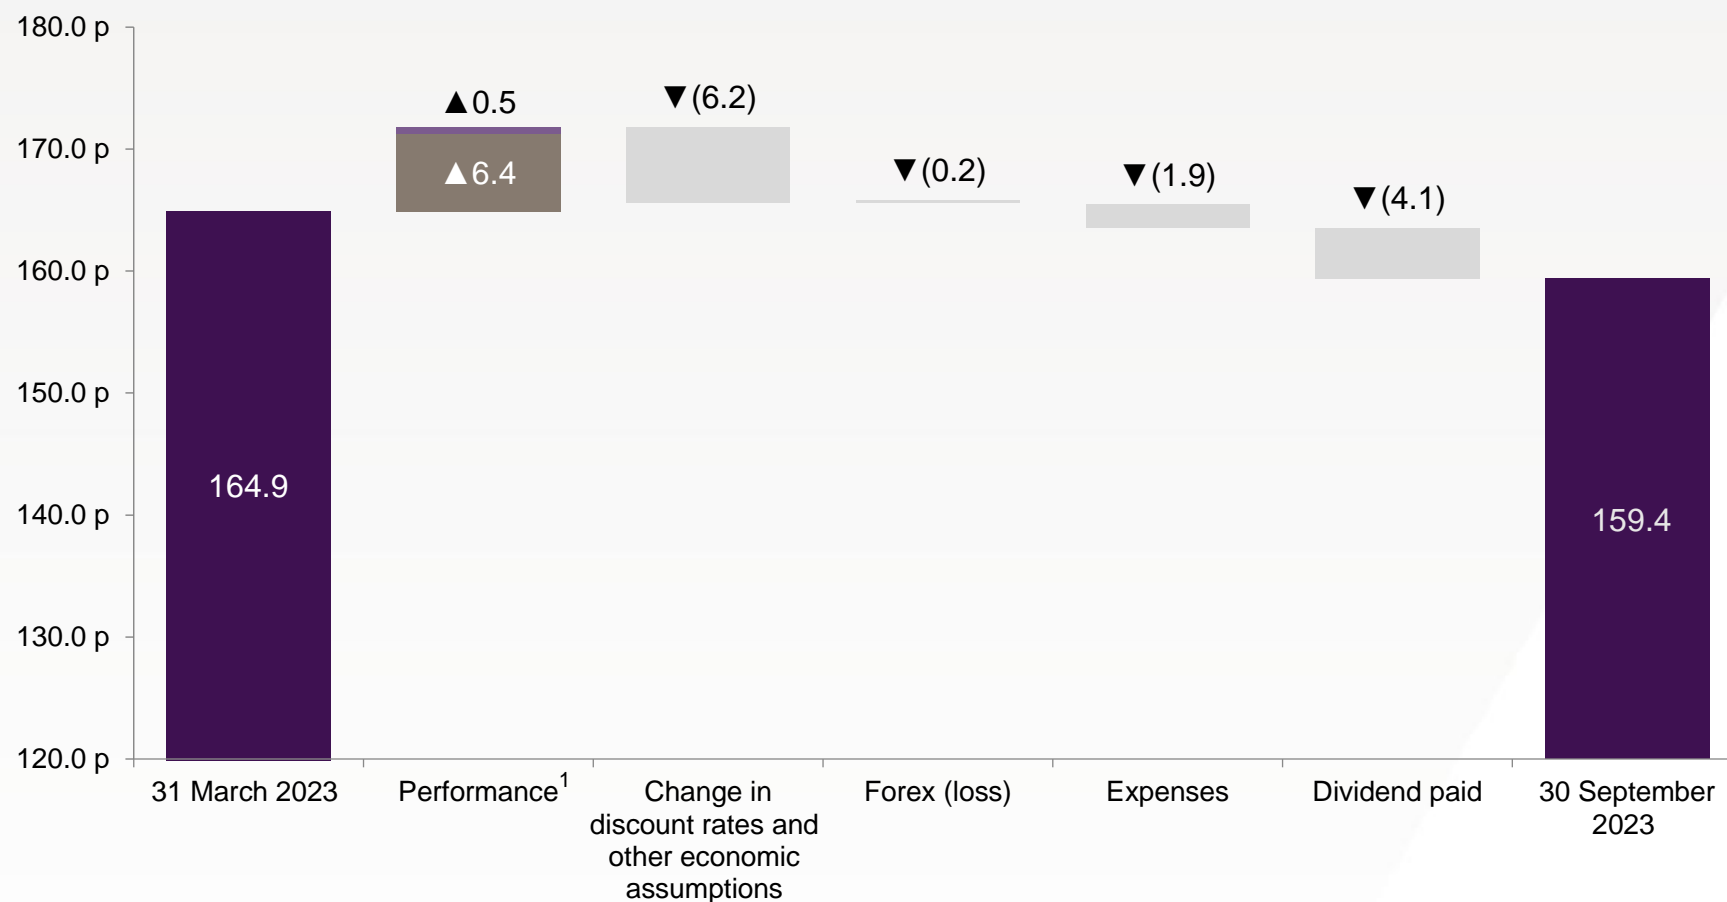 180.0 p
170.0 p
160.0 p
150.0 p
140.0 p
130.0 p
120.0 p
164.9
▲0.5
▲6.4
▼(6.2)
▼(0.2)
▼(1.9)
▼(4.1)
159.4
31 March 2023
Performance¹
Change in
discount rates and
other economic
assumptions
Forex (loss)
Expenses
Dividend paid
30 September
2023